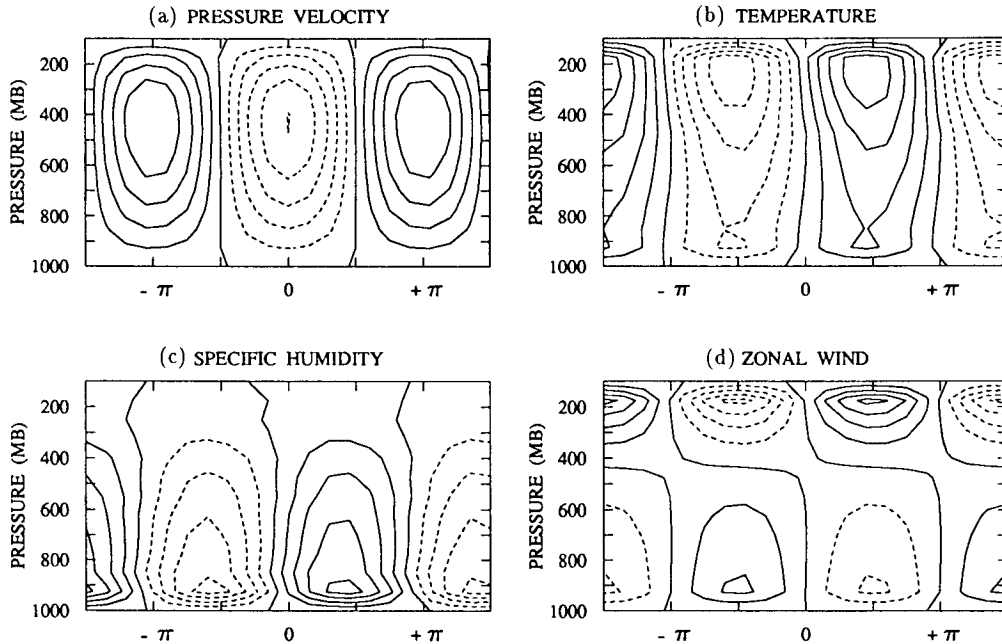 (a) PRESSURE VELOCITY
PRESSURE (MB)
200
400
600
800
1000
- π
0
+ π
(b) TEMPERATURE
PRESSURE (MB)
200
400
600
800
1000
- π
0
+ π
(c) SPECIFIC HUMIDITY
PRESSURE (MB)
200
400
600
800
1000
- π
0
+ π
(d) ZONAL WIND
PRESSURE (MB)
200
400
600
800
1000
- π
0
+ π